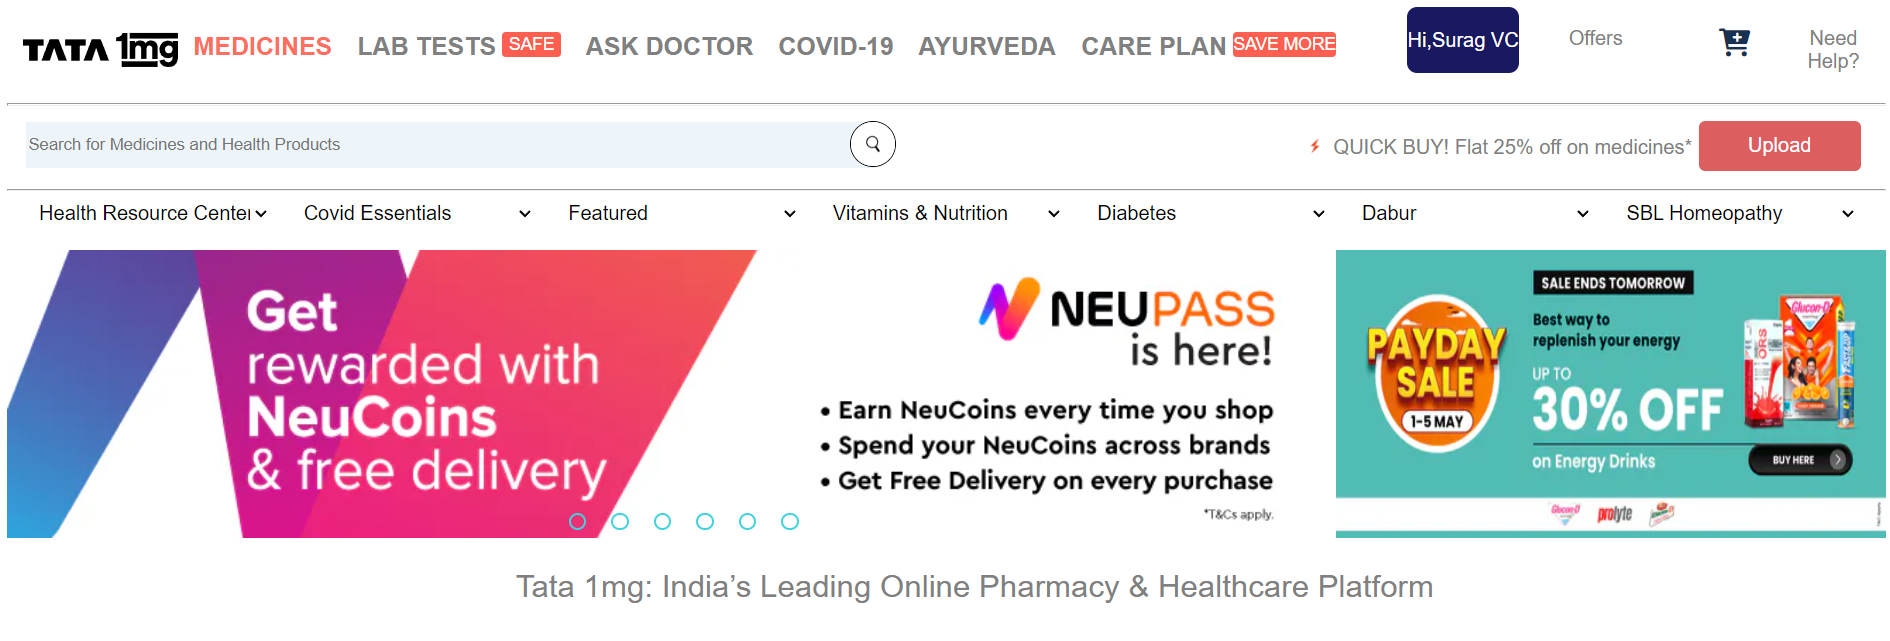 TATA 1mg MEDICINES LAB TESTS SAFE ASK DOCTOR COVID-19 AYURVEDA CARE PLAN SAVE MORE Hi,Surag VC Offers Need
Help?
Search for Medicines and Health Products
QUICK BUY! Flat 25% off on medicines* Upload
Health Resource Center Covid Essentials Featured Vitamins & Nutrition Diabetes Dabur SBL Homeopathy
Get
rewarded with
NeuCoins
& free delivery
NEUPASS
is here!
• Earn NeuCoins every time you shop
• Spend your NeuCoins across brands
• Get Free Delivery on every purchase
*T&Cs apply.
PAYDAY
SALE
1-5 MAY
SALE ENDS TOMORROW
Best way to
replenish your energy
UP TO
30% OFF
on Energy Drinks
BUY HERE
Glucon-D
ORS
Glucon-D prolyte
Tata 1mg: India’s Leading Online Pharmacy & Healthcare Platform